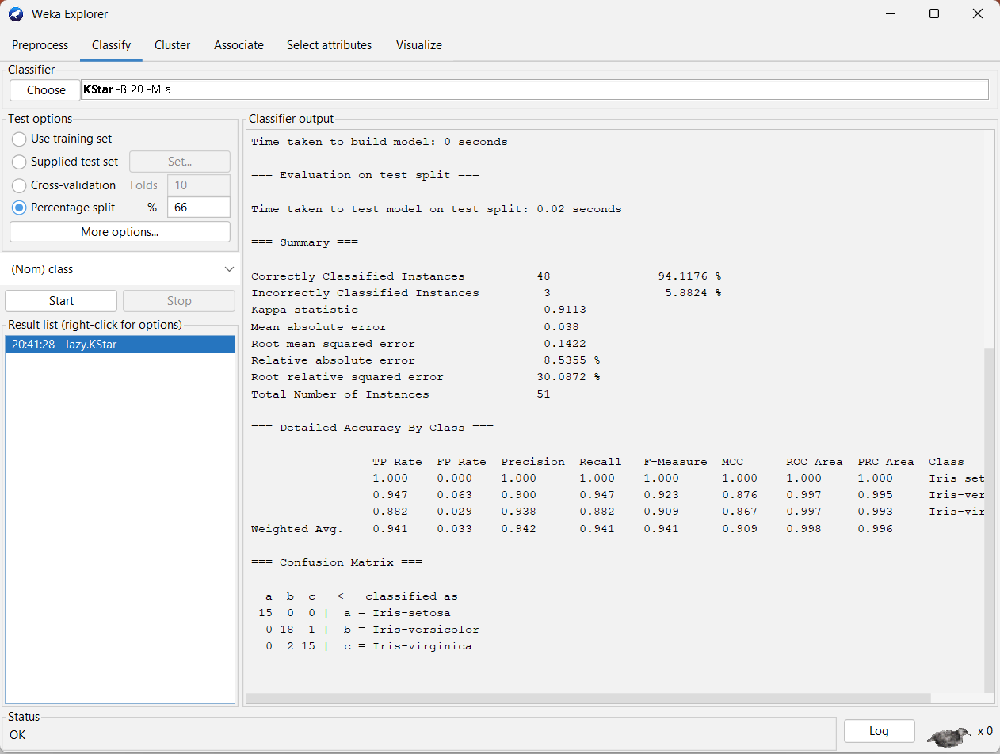 Weka Explorer
Preprocess Classify Cluster Associate Select attributes Visualize
Classifier
Choose KStar -B 20 -M a
Test options
Use training set
Supplied test set Set...
Cross-validation Folds 10
Percentage split % 66
More options...
(Nom) class
Start Stop
Result list (right-click for options)
20:41:28 - lazy.KStar
Classifier output
Time taken to build model: 0 seconds
=== Evaluation on test split ===
Time taken to test model on test split: 0.02 seconds
=== Summary ===
Correctly Classified Instances 48 94.1176 %
Incorrectly Classified Instances 3 5.8824 %
Kappa statistic 0.9113
Mean absolute error 0.038
Root mean squared error 0.1422
Relative absolute error 8.5355 %
Root relative squared error 30.0872 %
Total Number of Instances 51
=== Detailed Accuracy By Class ===
TP Rate FP Rate Precision Recall F-Measure MCC ROC Area PRC Area Class
1.000 0.000 1.000 1.000 1.000 1.000 1.000 1.000 Iris-set
0.947 0.063 0.900 0.947 0.923 0.876 0.997 0.995 Iris-ver
0.882 0.029 0.938 0.882 0.909 0.867 0.997 0.993 Iris-vir
Weighted Avg. 0.941 0.033 0.942 0.941 0.941 0.909 0.998 0.996
=== Confusion Matrix ===
a b c <-- classified as
15 0 0 | a = Iris-setosa
0 18 1 | b = Iris-versicolor
0 2 15 | c = Iris-virginica
Status
OK
Log
x 0